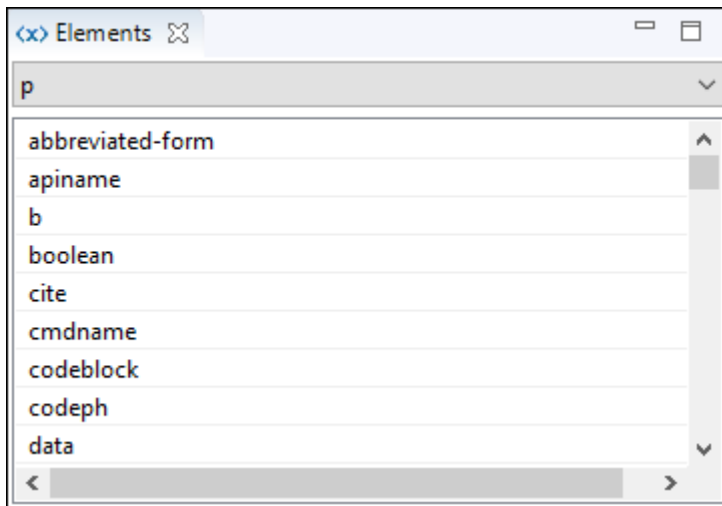 <x> Elements
p
abbreviated-form
apiname
b
boolean
cite
cmdname
codeblock
codeph
data